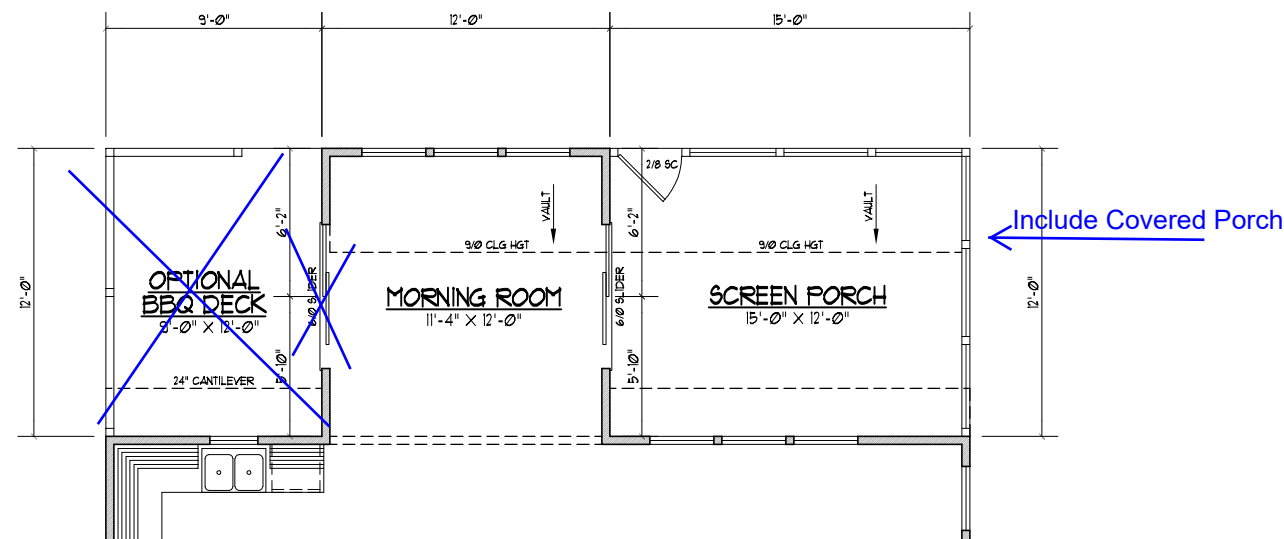 9'-0"
12'-0"
15'-0"
2/8 SC
VAULT
VAULT
6'-2"
6'-2"
Include Covered Porch
9/0 CLG HGT
9/0 CLG HGT
12'-0"
OPTIONAL
BBQ DECK
9'-0" X 12'-0"
6/0 SLIDER
MORNING ROOM
11'-4" X 12'-0"
6/0 SLIDER
SCREEN PORCH
15'-0" X 12'-0"
12'-0"
24" CANTILEVER
5'-10"
5'-10"